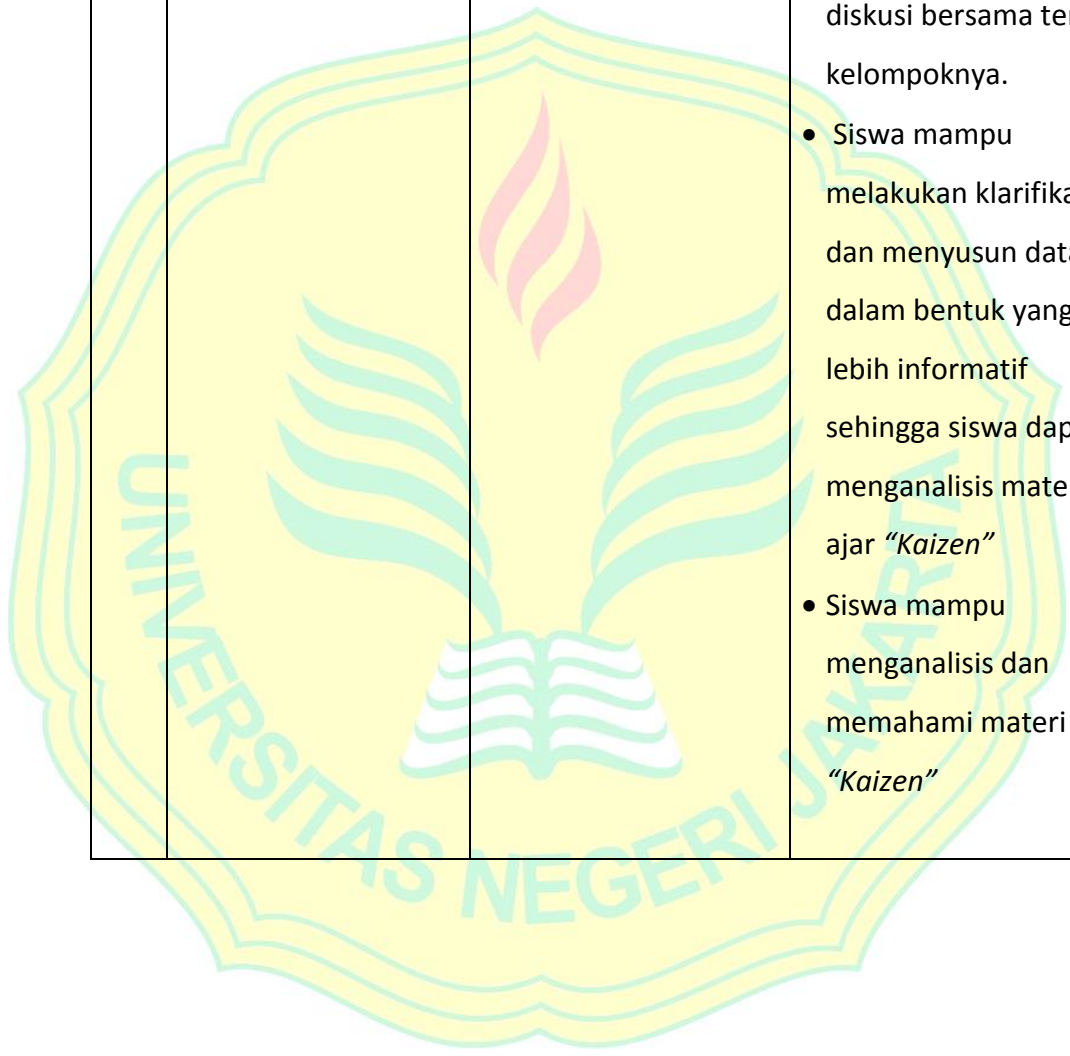 diskusi bersama
kelompoknya.
• Siswa mampu
melakukan
dan menyusun
dalam bentuk yang
lebih informatif
sehingga siswa
menganalisis
ajar “Kaizen”
• Siswa mampu
menganalisis dan
memahami materi
“Kaizen”
UNIVERSITAS NEGERI JAKARTA